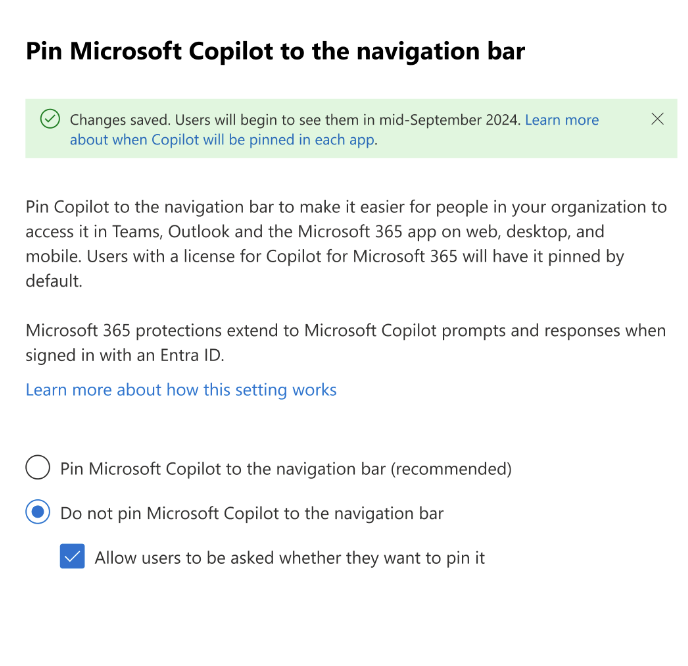 Pin Microsoft Copilot to the navigation bar
Changes saved. Users will begin to see them in mid-September 2024. Learn more
about when Copilot will be pinned in each app.
Pin Copilot to the navigation bar to make it easier for people in your organization to
access it in Teams, Outlook and the Microsoft 365 app on web, desktop, and
mobile. Users with a license for Copilot for Microsoft 365 will have it pinned by
default.
Microsoft 365 protections extend to Microsoft Copilot prompts and responses when
signed in with an Entra ID.
Learn more about how this setting works
Pin Microsoft Copilot to the navigation bar (recommended)
Do not pin Microsoft Copilot to the navigation bar
Allow users to be asked whether they want to pin it